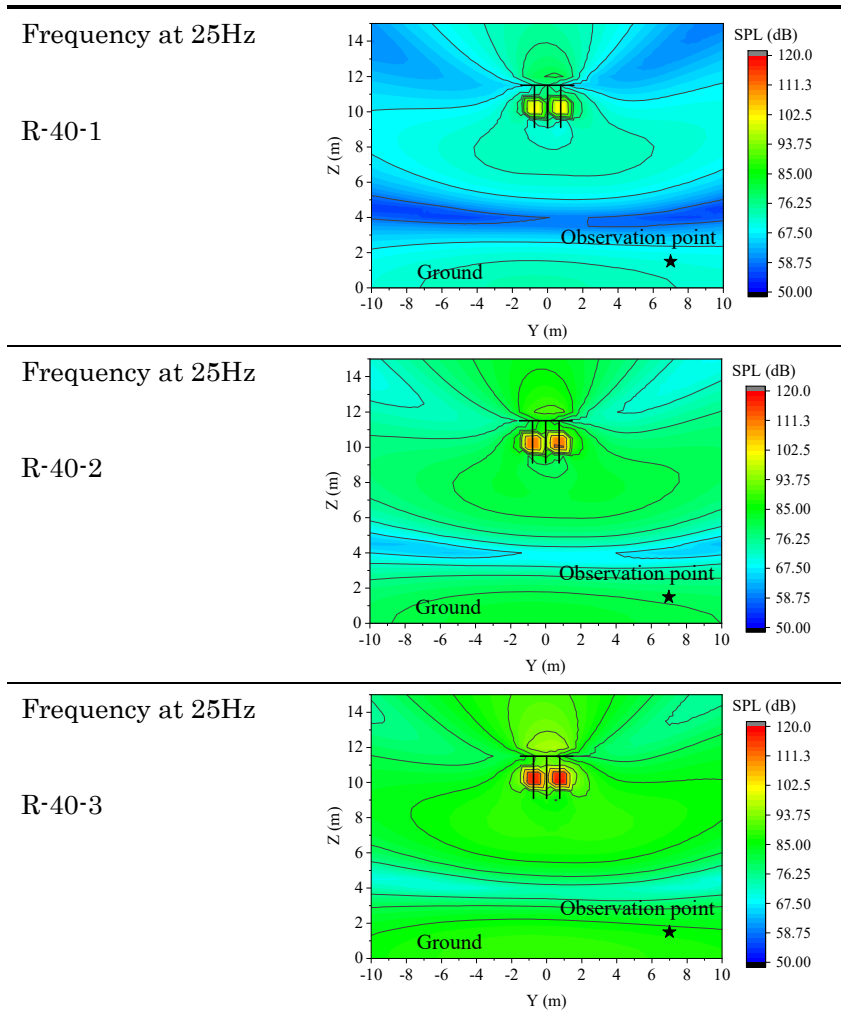 Frequency at 25Hz
R-40-1
SPL (dB)
120.0
111.3
102.5
93.75
85.00
76.25
67.50
58.75
50.00
Z (m)
14
12
10
8
6
4
2
0
Observation point
Ground
-10 -8 -6 -4 -2 0 2 4 6 8 10
Y (m)
Frequency at 25Hz
R-40-2
SPL (dB)
120.0
111.3
102.5
93.75
85.00
76.25
67.50
58.75
50.00
Z (m)
14
12
10
8
6
4
2
0
Observation point
Ground
-10 -8 -6 -4 -2 0 2 4 6 8 10
Y (m)
Frequency at 25Hz
R-40-3
SPL (dB)
120.0
111.3
102.5
93.75
85.00
76.25
67.50
58.75
50.00
Z (m)
14
12
10
8
6
4
2
0
Observation point
Ground
-10 -8 -6 -4 -2 0 2 4 6 8 10
Y (m)